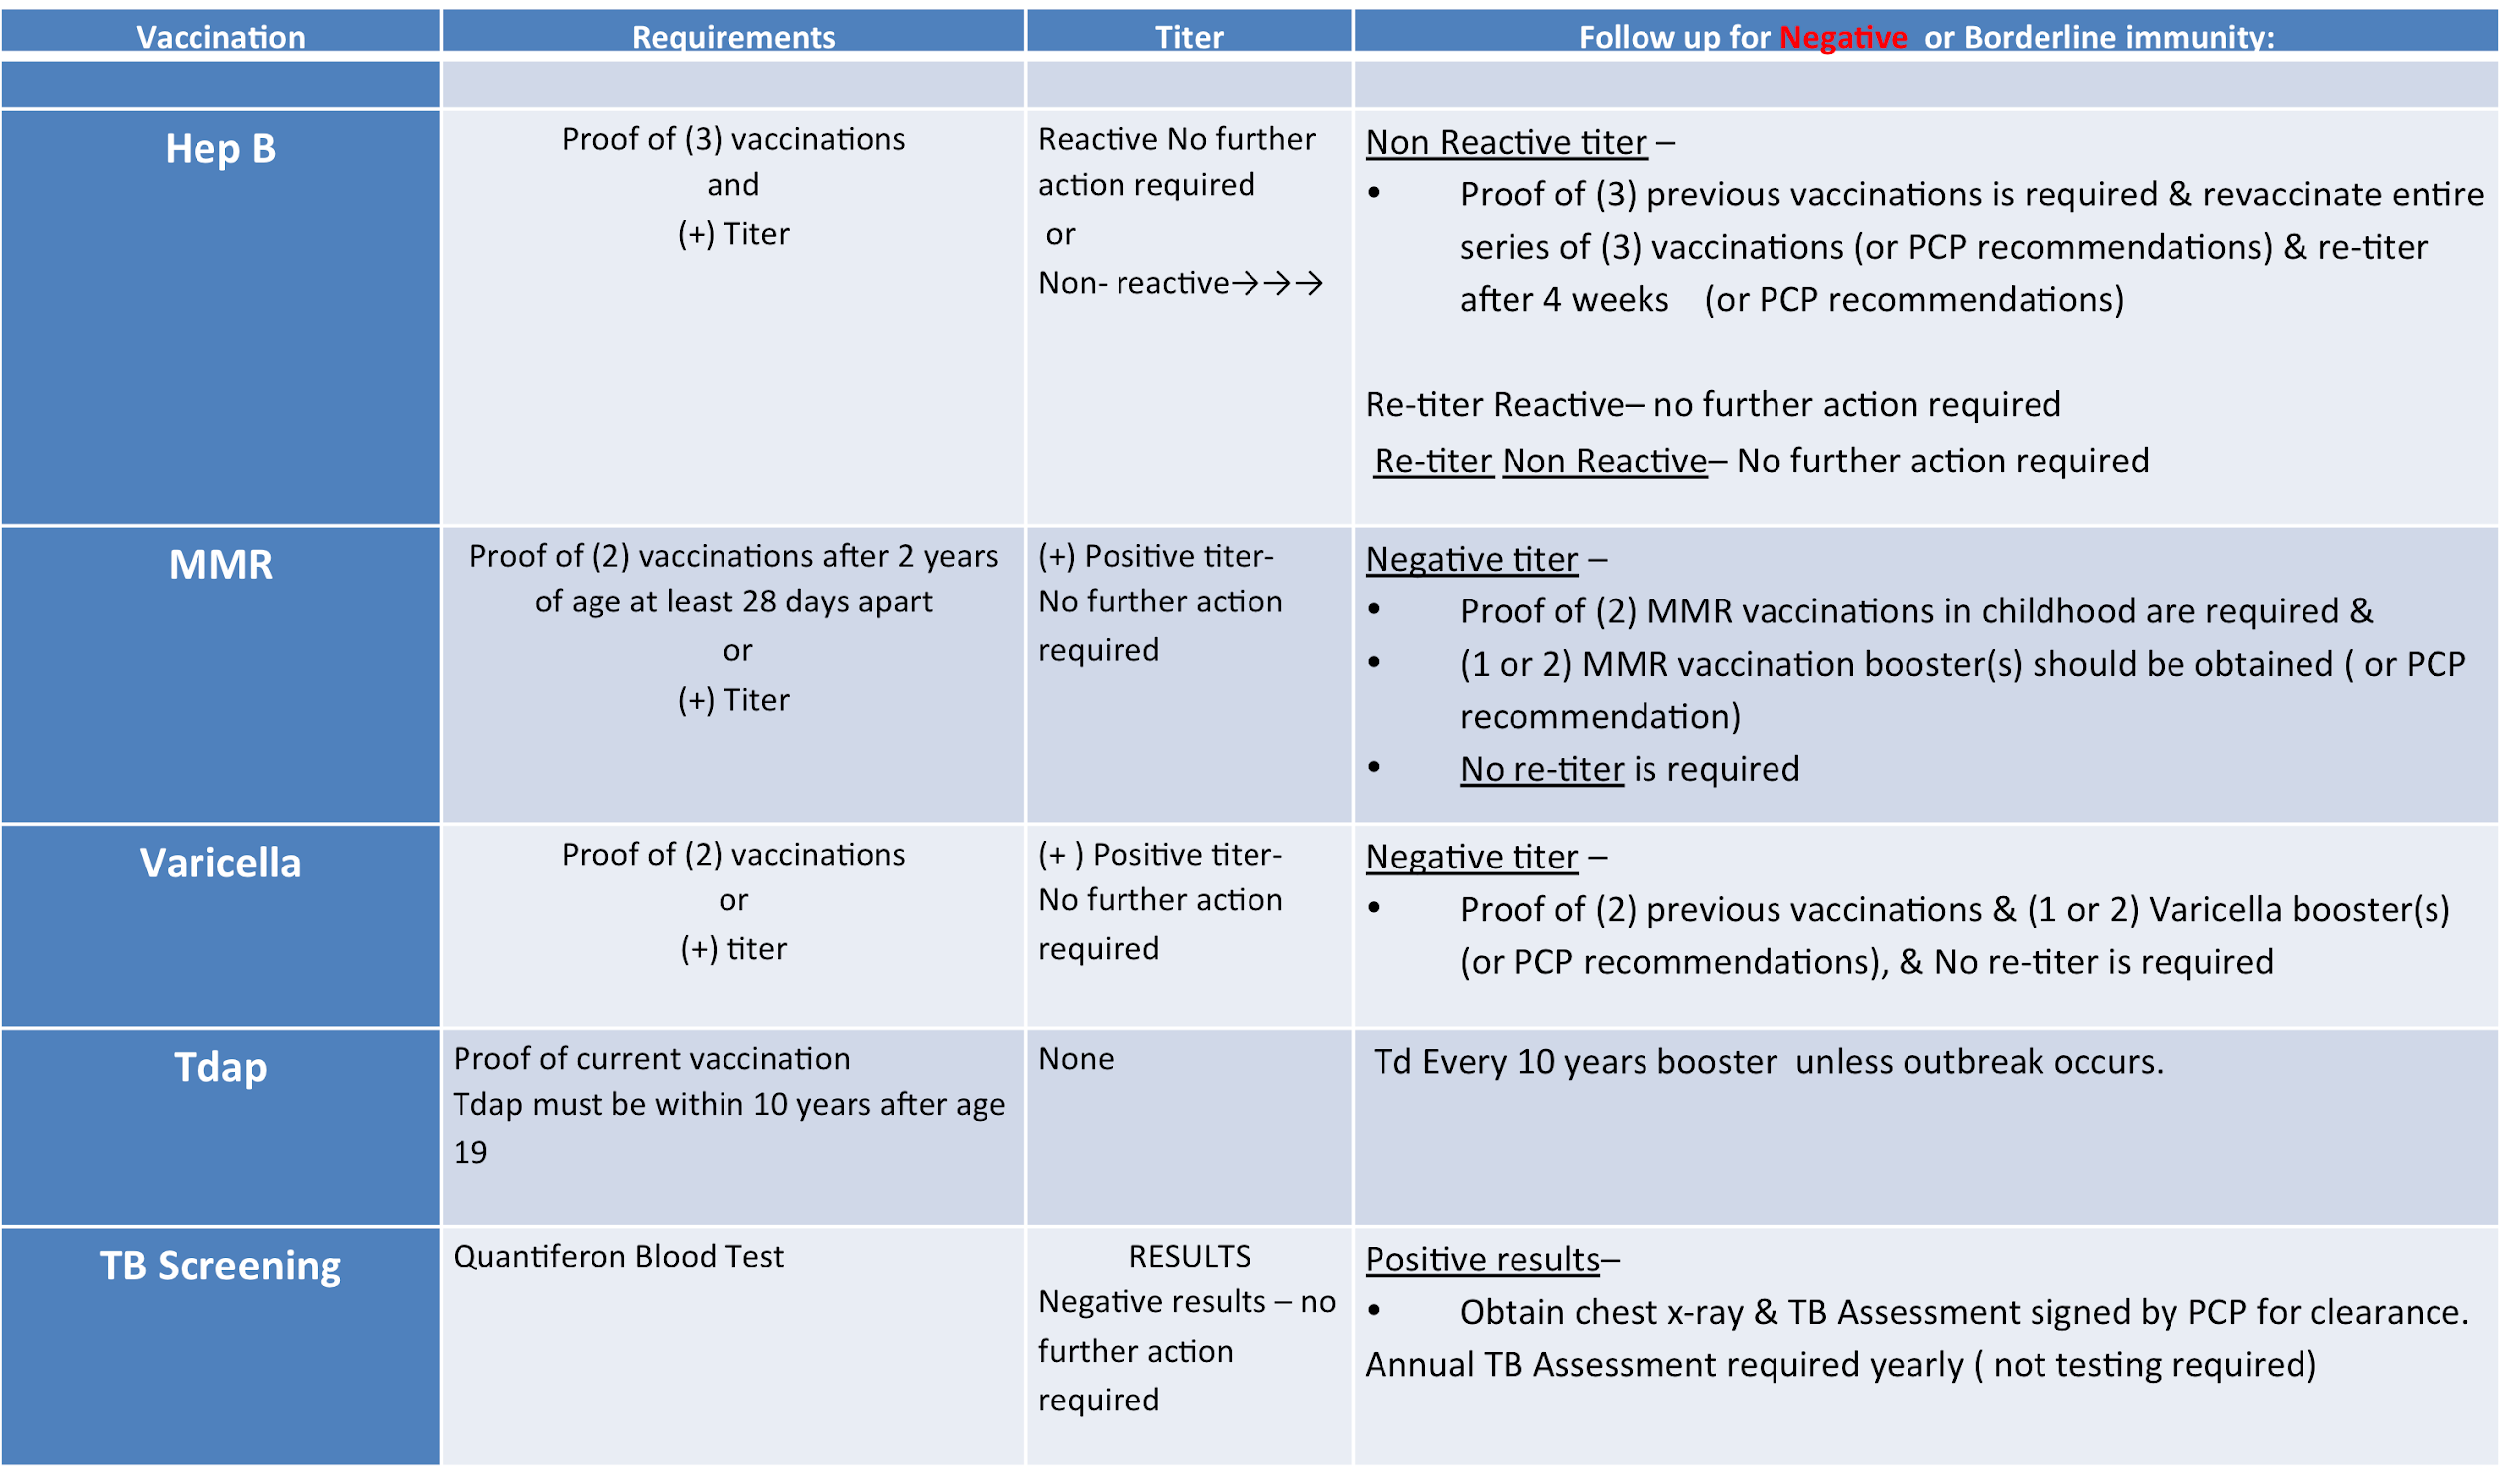 Vaccination
Requirements
Titer
Follow up for Negative or Borderline immunity:
Hep B
Proof of (3) vaccinations
and
(+) Titer
Reactive No further
action required
or
Non- reactive→→→
Non Reactive titer –
• Proof of (3) previous vaccinations is required & revaccinate entire
series of (3) vaccinations (or PCP recommendations) & re-titer
after 4 weeks (or PCP recommendations)
Re-titer Reactive– no further action required
Re-titer Non Reactive– No further action required
MMR
Proof of (2) vaccinations after 2 years
of age at least 28 days apart
or
(+) Titer
(+) Positive titer-
No further action
required
Negative titer –
• Proof of (2) MMR vaccinations in childhood are required &
• (1 or 2) MMR vaccination booster(s) should be obtained ( or PCP
recommendation)
• No re-titer is required
Varicella
Proof of (2) vaccinations
or
(+) titer
(+ ) Positive titer-
No further action
required
Negative titer –
• Proof of (2) previous vaccinations & (1 or 2) Varicella booster(s)
(or PCP recommendations), & No re-titer is required
Tdap
Proof of current vaccination
Tdap must be within 10 years after age
19
None
Td Every 10 years booster unless outbreak occurs.
TB Screening
Quantiferon Blood Test
RESULTS
Negative results – no
further action
required
Positive results–
• Obtain chest x-ray & TB Assessment signed by PCP for clearance.
Annual TB Assessment required yearly ( not testing required)